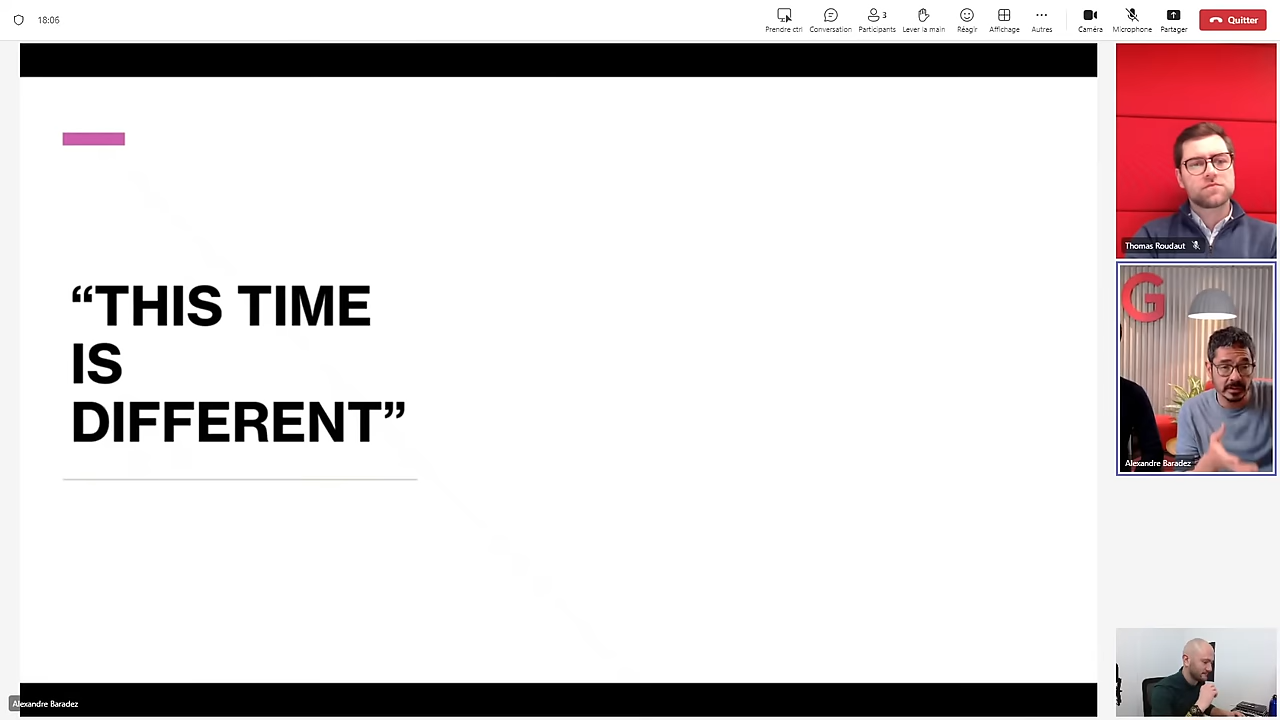 18:06
Prendre ctrl
Conversation
3
Participants
Lever la main
Réagir
Affichage
Autres
Caméra
Microphone
Partager
Quitter
“THIS TIME
IS
DIFFERENT”
Thomas Roudaut
G
Alexandre Baradez
Alexandre Baradez